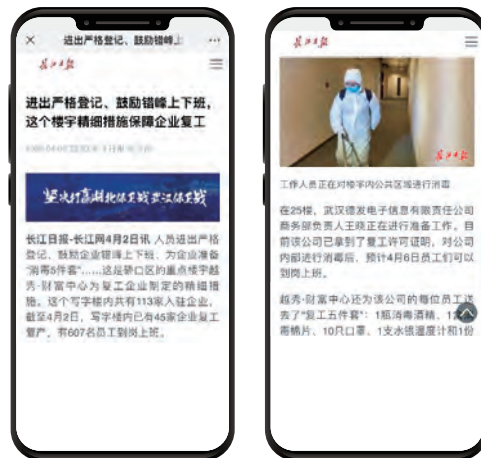 进出严格登记、鼓励错峰上
长江日报
进出严格登记、鼓励错峰上下班，
这个楼宇精细措施保障企业复工
坚决打赢湖北保卫战武汉保卫战
长江日报-长江网4月2日讯 人员进出严格
登记、鼓励企业错峰上下班、为企业准备
“消毒5件套”……这是硚口区的重点楼宇越
秀·财富中心为复工企业制定的精细措
施。这个写字楼内共有113家入驻企业，
截至4月2日，写字楼内已有45家企业复工
复产，有607名员工到岗上班。
长江日报
长江日报
工作人员正在对楼宇内公共区域进行消毒
在25楼，武汉德发电子信息有限责任公司
商务部负责人王晓正在进行准备工作。目
前该公司已拿到了复工许可证明，对公司
内部进行消毒后，预计4月6日员工们可以
到岗上班。
越秀·财富中心还为该公司的每位员工送
去了“复工五件套”：1瓶消毒酒精、12
毒棉片、10只口罩、1支水银温度计和1份